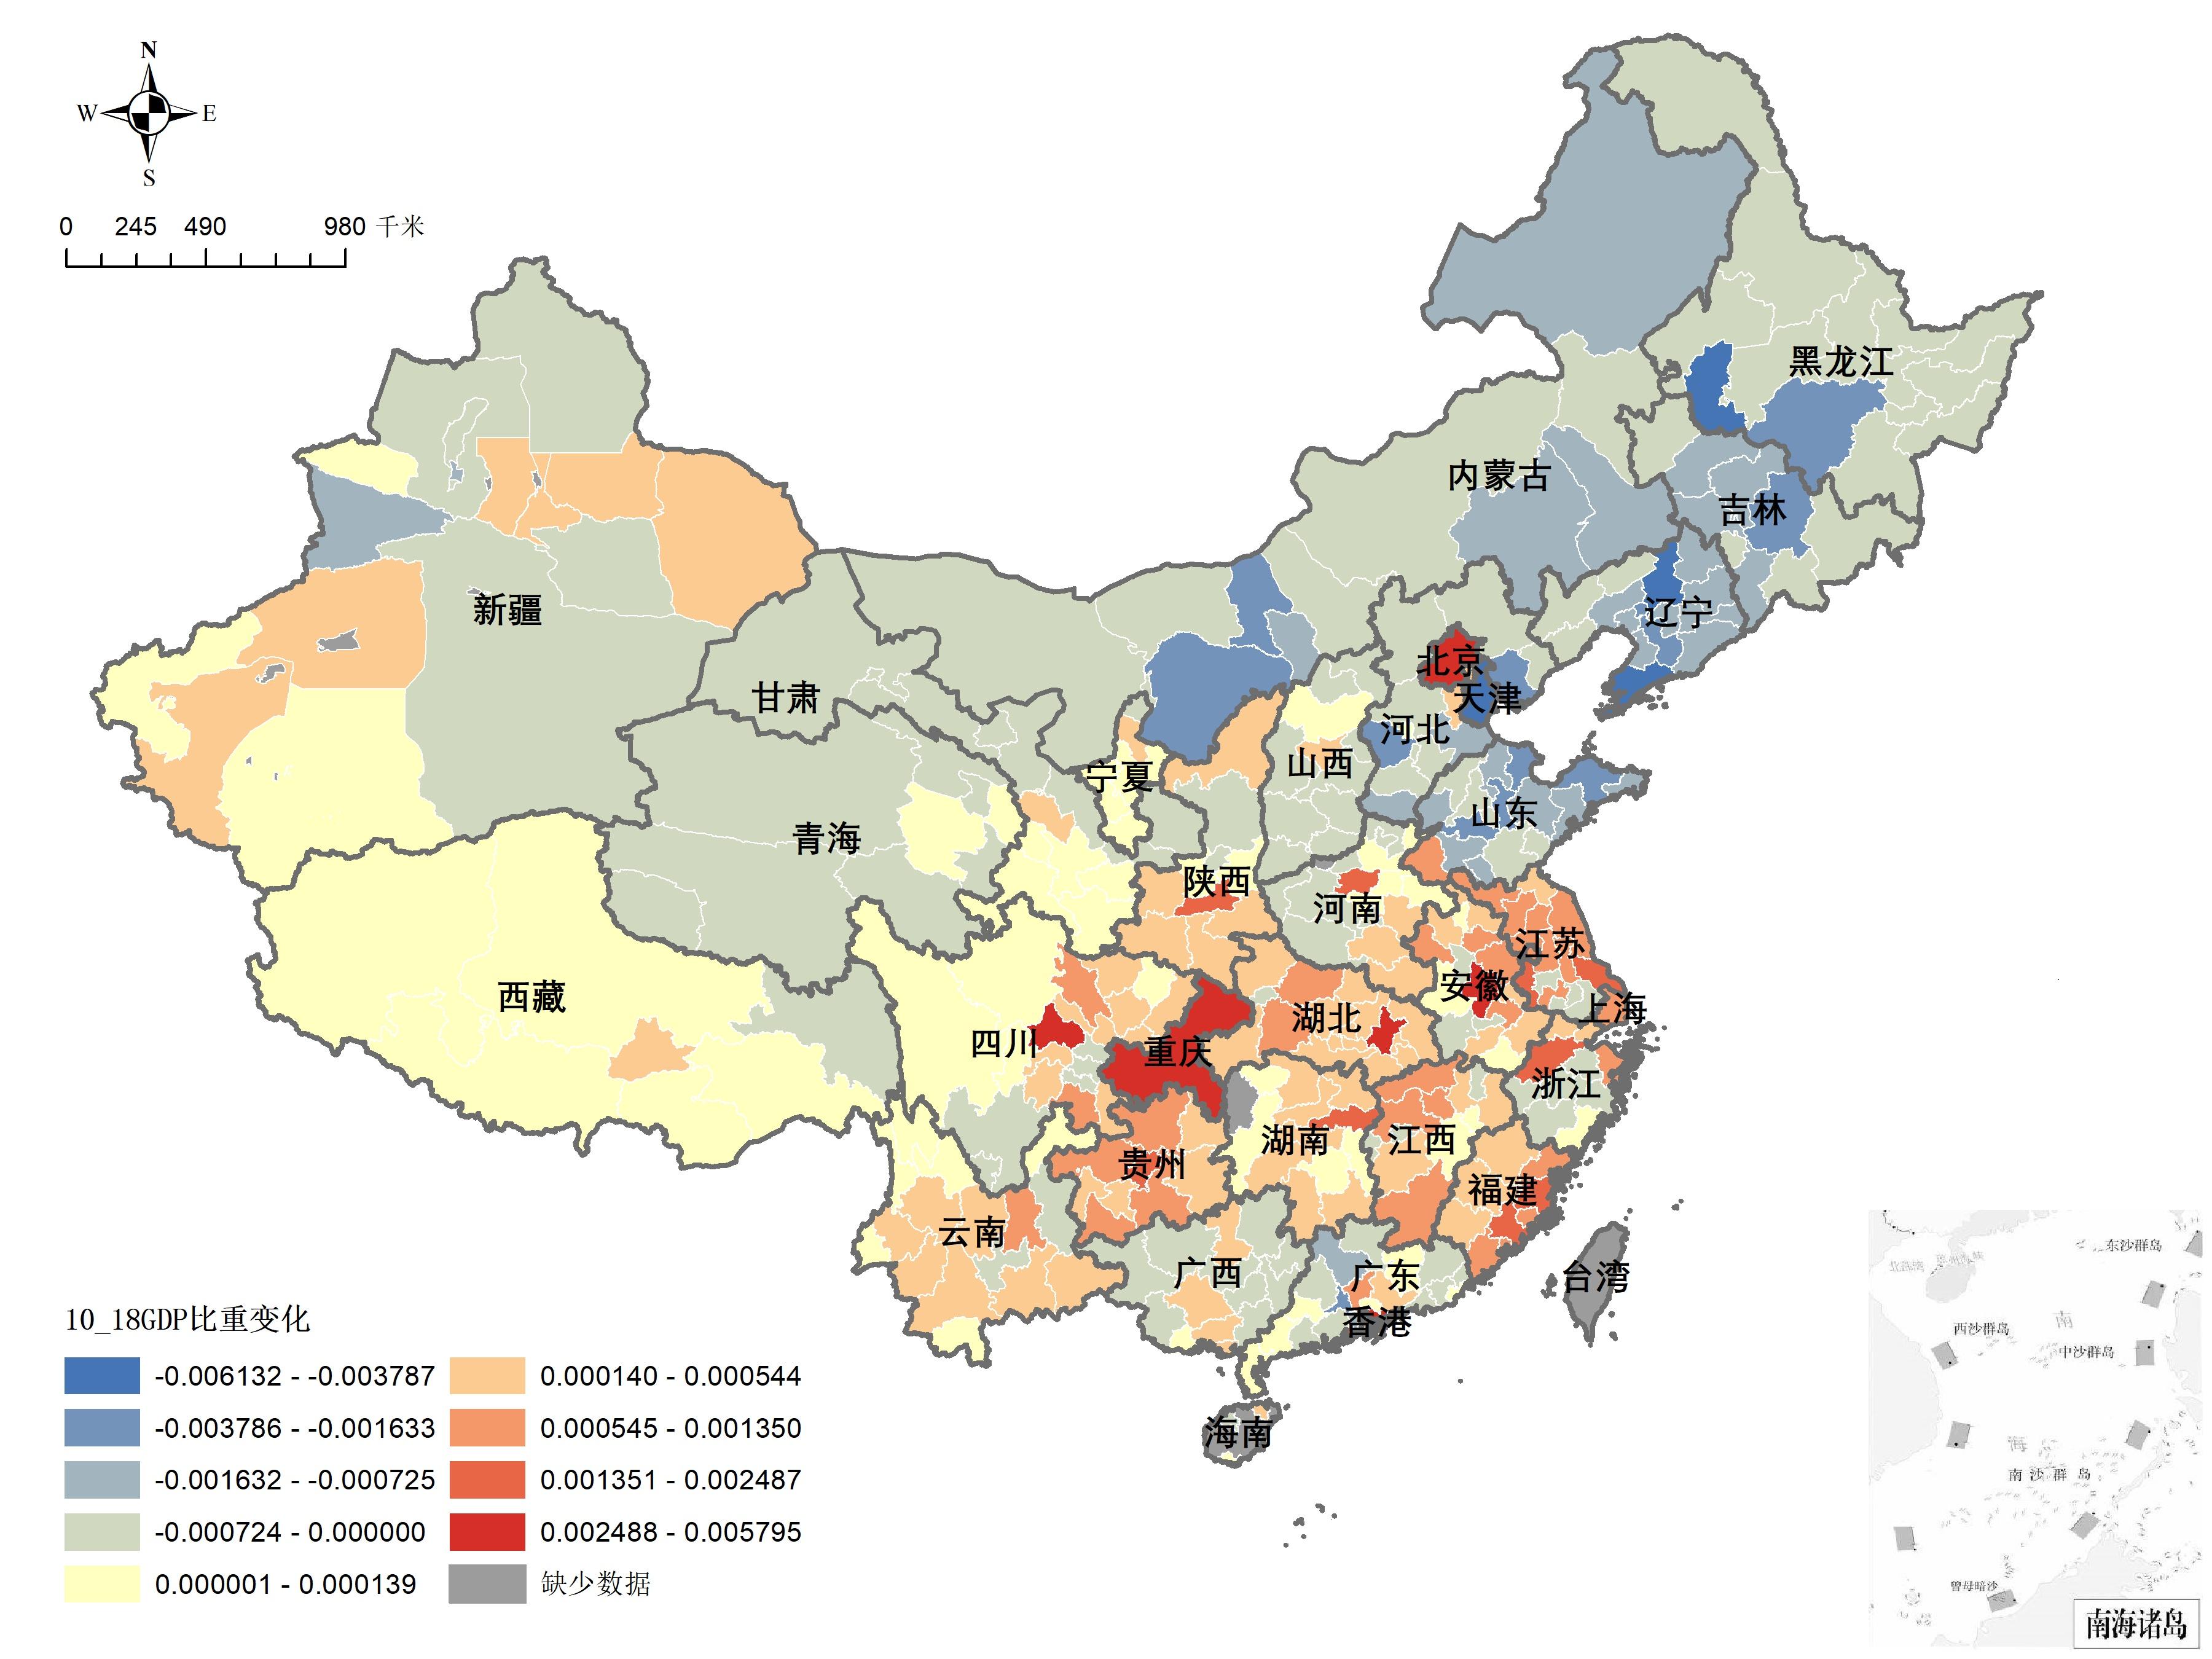 N
W E
S
0 245 490 980 千米
黑龙江
内蒙古
吉林
新疆
辽宁
北京
甘肃
天津
河北
山西
宁夏
山东
青海
陕西
河南
江苏
安徽
西藏
上海
湖北
四川
重庆
浙江
湖南
江西
贵州
福建
云南
广西
广东
台湾
香港
海南
东沙群岛
西沙群岛
南
中沙群岛
海
南沙群岛
曾母暗沙
南海诸岛
10_18GDP比重变化
-0.006132 - -0.003787
-0.003786 - -0.001633
-0.001632 - -0.000725
-0.000724 - 0.000000
0.000001 - 0.000139
0.000140 - 0.000544
0.000545 - 0.001350
0.001351 - 0.002487
0.002488 - 0.005795
缺少数据